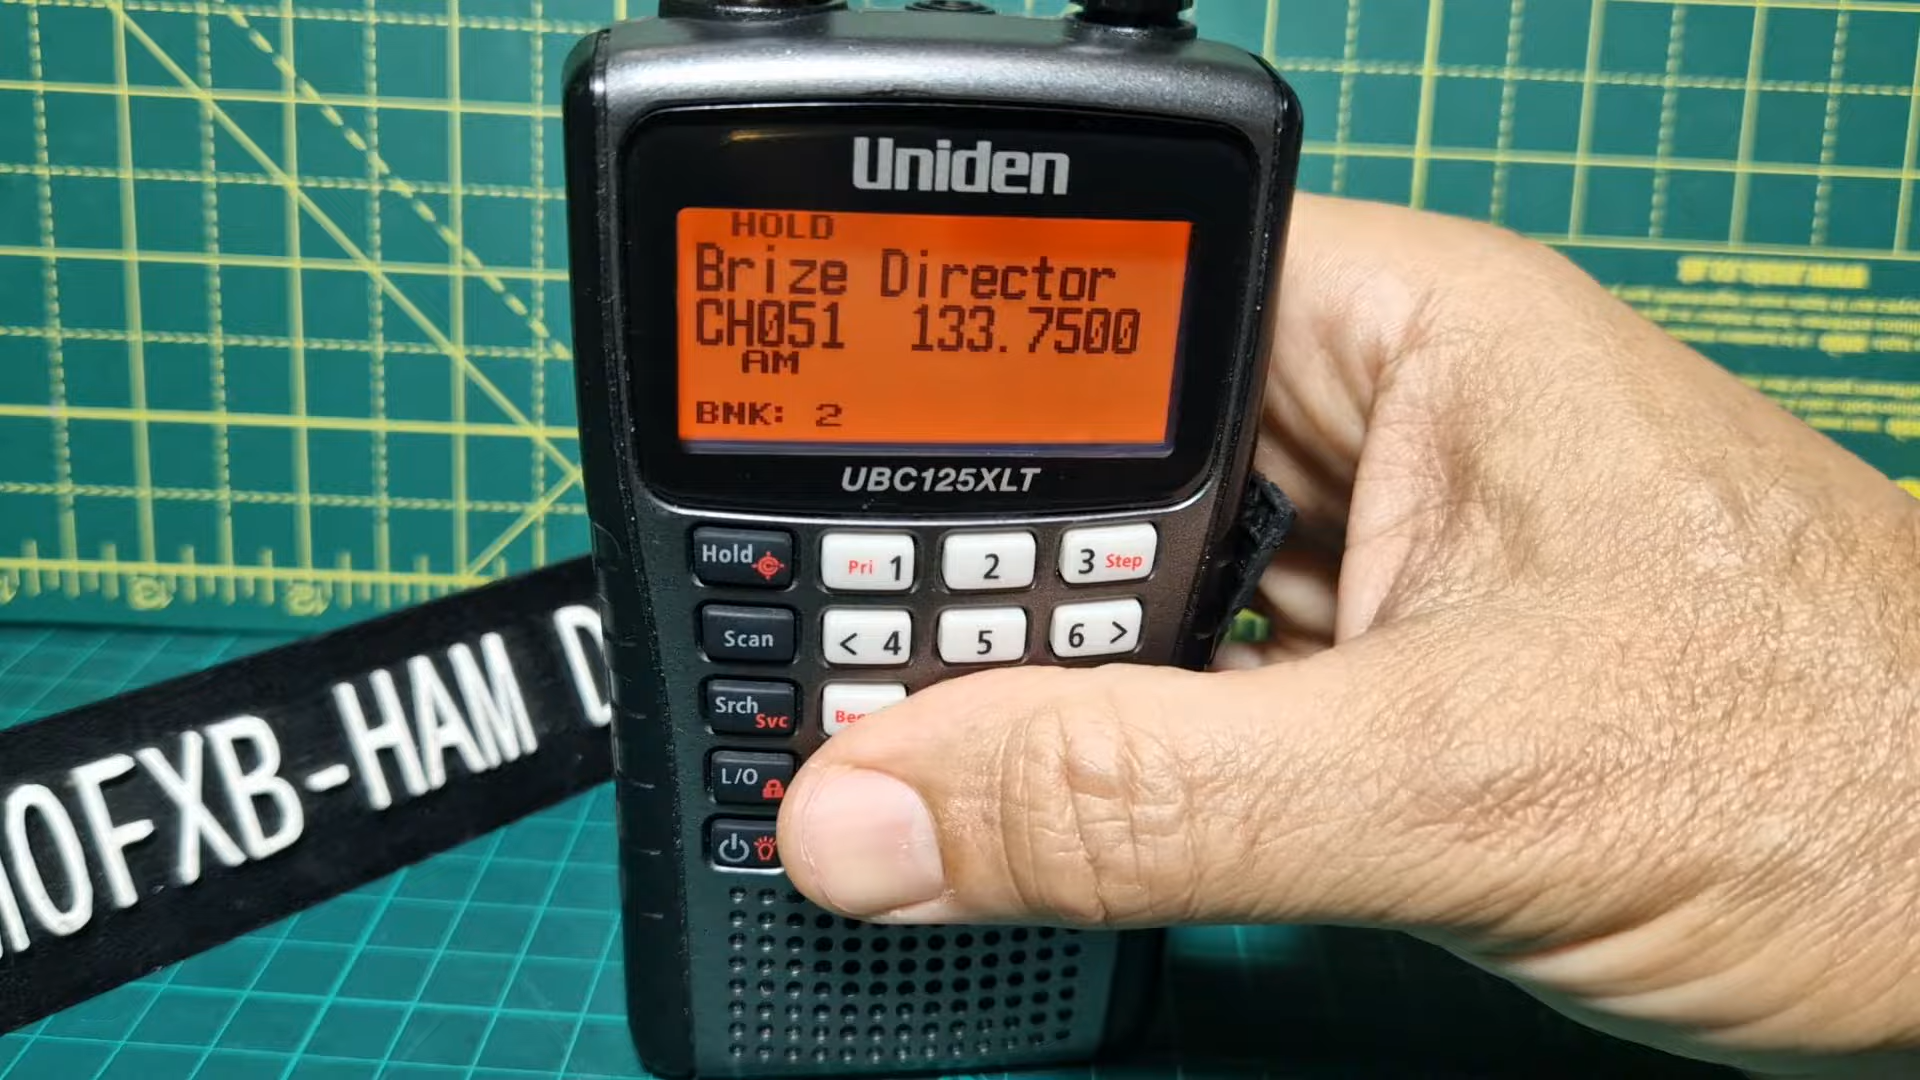 Uniden
HOLD
Brize Director
CH051 133.7500
AM
BNK: 2
UBC125XLT
Hold Pri 1 2 3 Step
Scan < 4 5 6 >
Srch Svc
L/O
0FXB-HAM